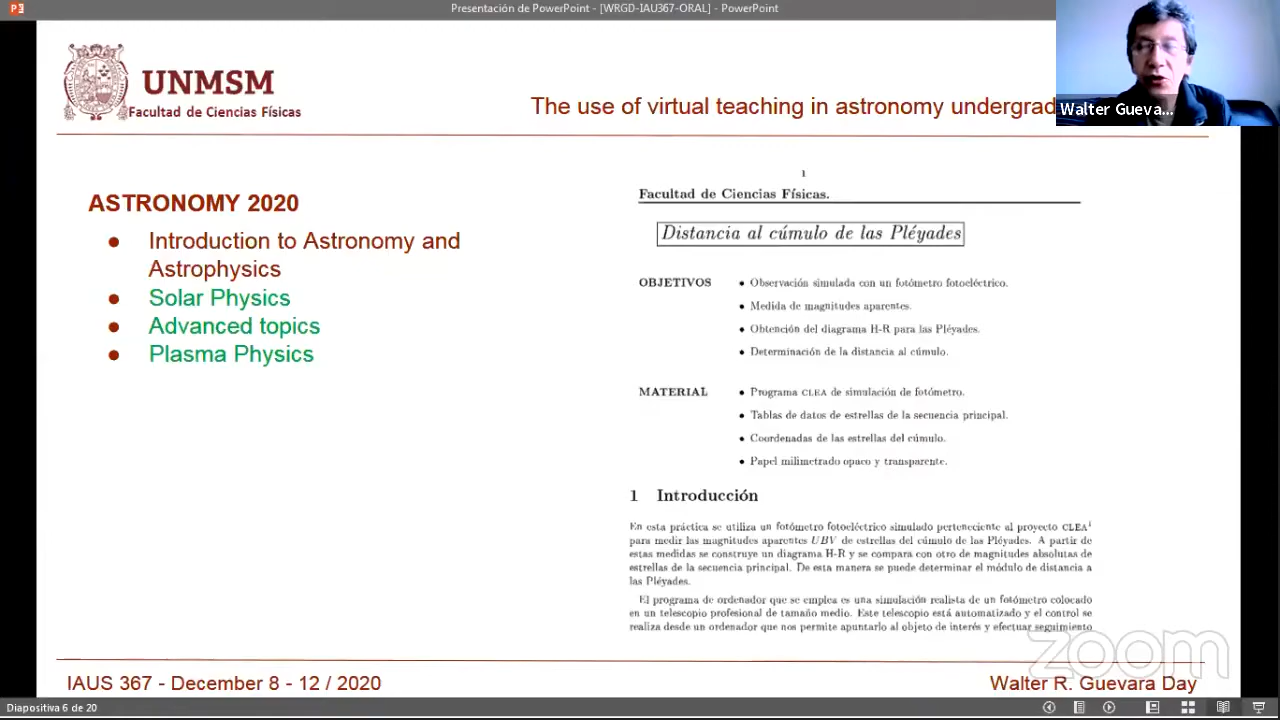 Presentación de PowerPoint - [WRGD-IAU367-ORAL] - PowerPoint
UNMSM
Facultad de Ciencias Físicas
The use of virtual teaching in astronomy undergrad
Walter Gueva...
ASTRONOMY 2020
● Introduction to Astronomy and
Astrophysics
● Solar Physics
● Advanced topics
● Plasma Physics
1
Facultad de Ciencias Físicas.
Distancia al cúmulo de las Pléyades
OBJETIVOS
● Observación simulada con un fotómetro fotoeléctrico.
● Medida de magnitudes aparentes.
● Obtención del diagrama H-R para las Pléyades.
● Determinación de la distancia al cúmulo.
MATERIAL
● Programa CLEA de simulación de fotómetro.
● Tablas de datos de estrellas de la secuencia principal.
● Coordenadas de las estrellas del cúmulo.
● Papel milimetrado opaco y transparente.
1 Introducción
En esta práctica se utiliza un fotómetro fotoeléctrico simulado perteneciente al proyecto CLEA¹
para medir las magnitudes aparentes UBV de estrellas del cúmulo de las Pléyades. A partir de
estas medidas se construye un diagrama H-R y se compara con otro de magnitudes absolutas de
estrellas de la secuencia principal. De esta manera se puede determinar el módulo de distancia a
las Pléyades.
El programa de ordenador que se emplea es una simulación realista de un fotómetro colocado
en un telescopio profesional de tamaño medio. Este telescopio está automatizado y el control se
realiza desde un ordenador que nos permite apuntarlo al objeto de interés y efectuar seguimiento
zoom
IAUS 367 - December 8 - 12 / 2020
Walter R. Guevara Day
Diapositiva 6 de 20